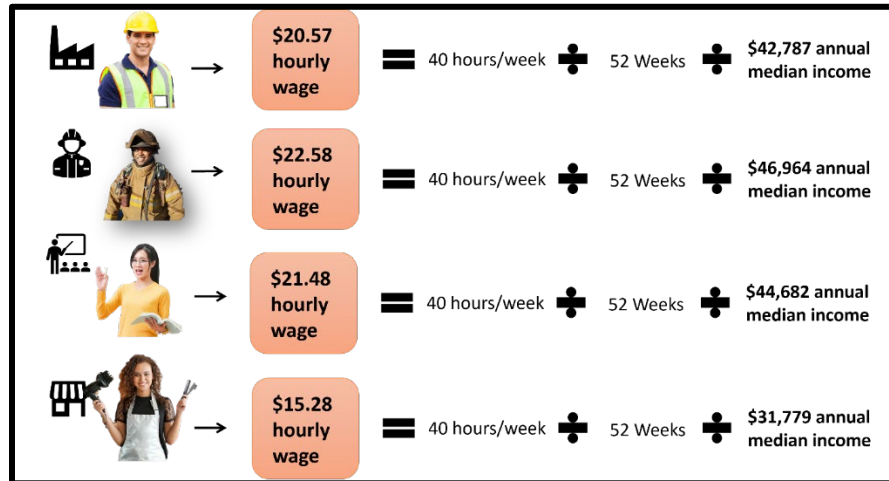 $20.57
hourly
wage
= 40 hours/week ÷ 52 Weeks ÷ $42,787 annual
median income
$22.58
hourly
wage
= 40 hours/week ÷ 52 Weeks ÷ $46,964 annual
median income
$21.48
hourly
wage
= 40 hours/week ÷ 52 Weeks ÷ $44,682 annual
median income
$15.28
hourly
wage
= 40 hours/week ÷ 52 Weeks ÷ $31,779 annual
median income